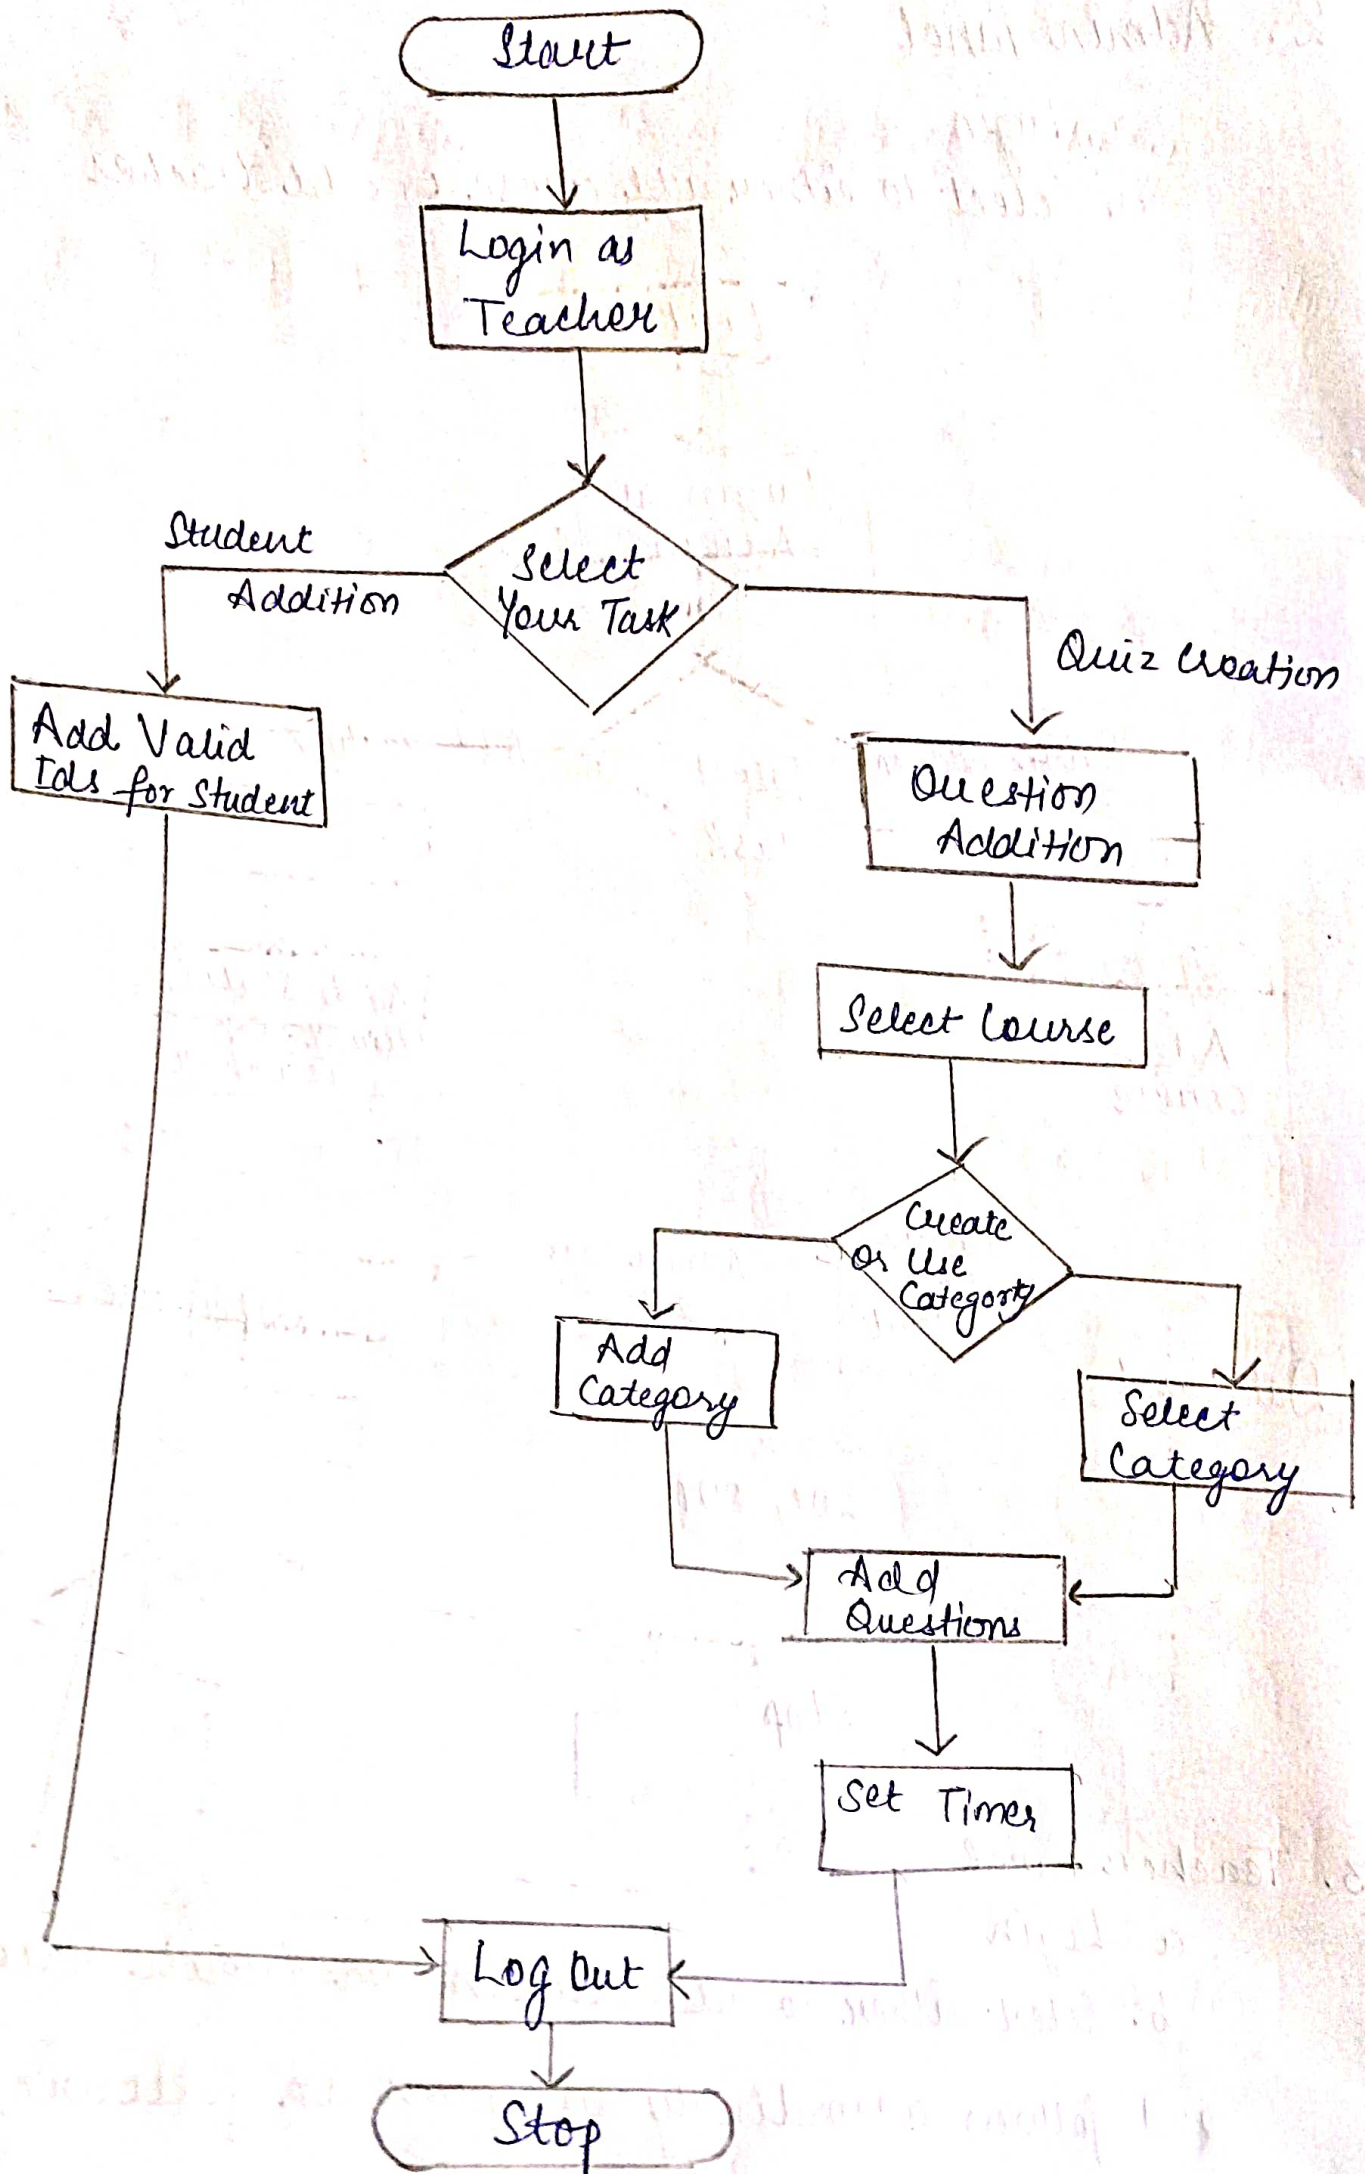 Start
Login as
Teacher
Student
Addition
Select
Your Task
Quiz Creation
Add Valid
Ids for Student
Question
Addition
Select Course
Create
or Use
Category
Add
Category
Select
Category
Add
Questions
Set Timer
Log Out
Stop